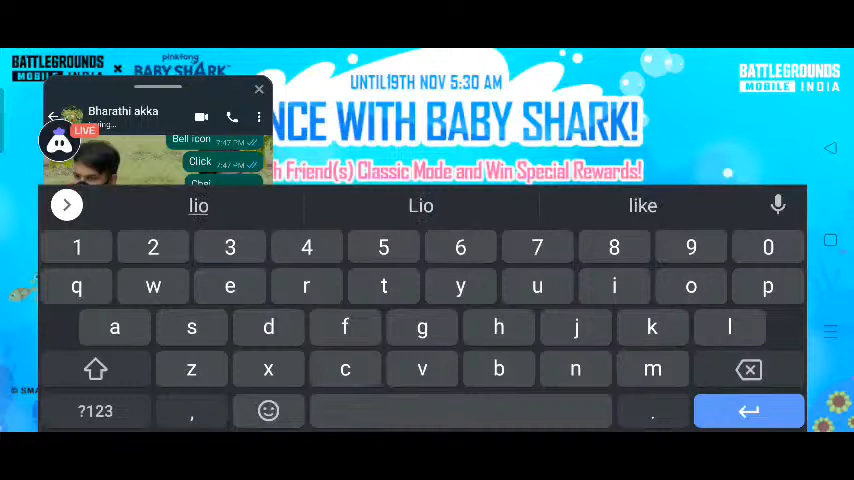 BATTLEGROUNDS
MOBILE INDIA
×
pinkfong
BABY SHARK™
BATTLEGROUNDS
MOBILE INDIA
UNTIL19TH NOV 5:30 AM
NCE WITH BABY SHARK!
h Friend(s) Classic Mode and Win Special Rewards!
Bharathi akka
LIVE
Bell icon 7:47 PM
Click 7:47 PM
lio Lio like
1 2 3 4 5 6 7 8 9 0
q w e r t y u i o p
a s d f g h j k l
z x c v b n m
?123 , .